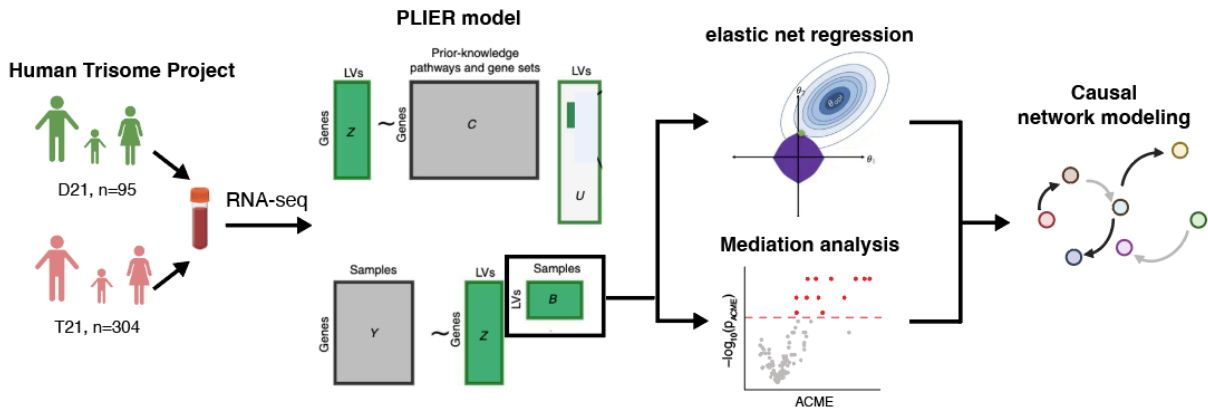 Human Trisome Project
D21, n=95
T21, n=304
RNA-seq
PLIER model
LVs
Genes
Z
~
Prior-knowledge
pathways and gene sets
Genes
C
LVs
U
Samples
Genes
Y
~
LVs
Genes
Z
Samples
LVs
B
elastic net regression
θ₂
θ₁
Mediation analysis
−log₁₀(pACME)
ACME
Causal
network modeling